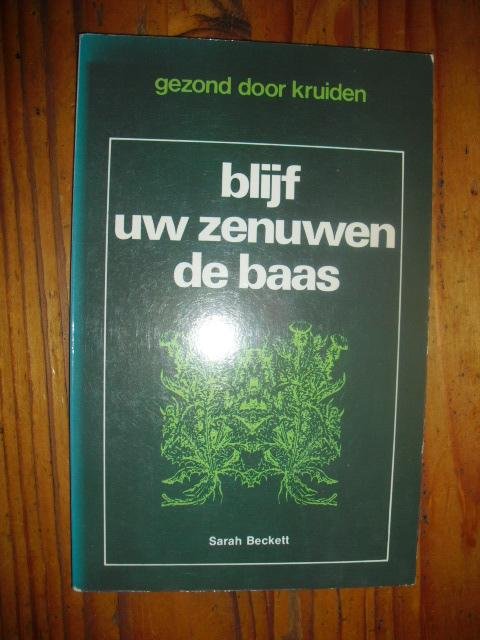 gezond door kruiden
blijf
uw zenuwen
de baas
Sarah Beckett